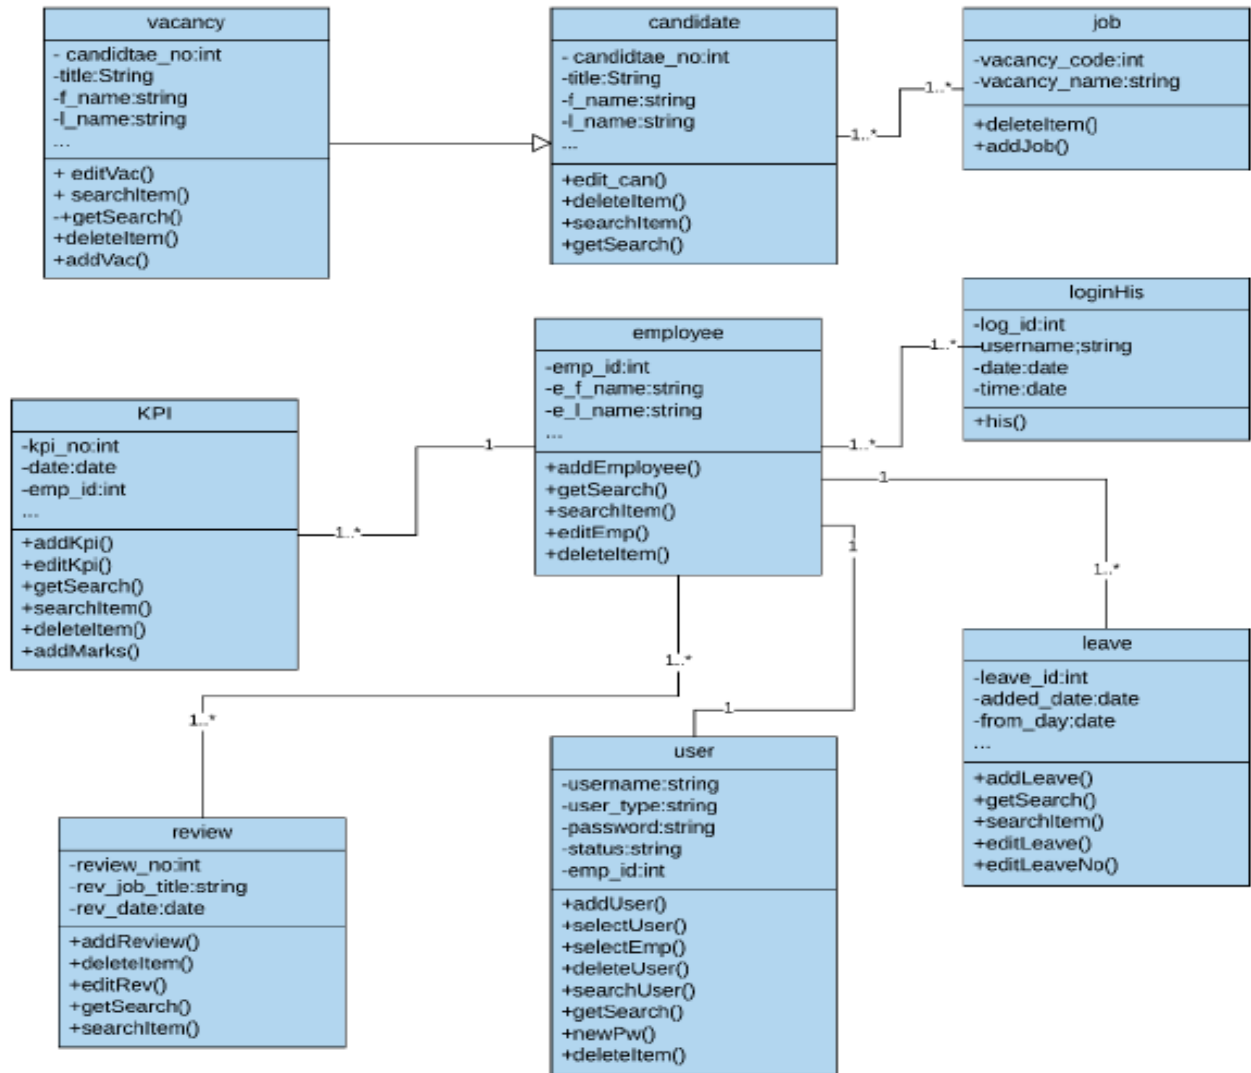 vacancy
- candidtae_no:int
-title:String
-f_name:string
-l_name:string
...
+ editVac()
+ searchItem()
-+getSearch()
+deleteItem()
+addVac()
candidate
- candidtae_no:int
-title:String
-f_name:string
-l_name:string
...
+edit_can()
+deleteItem()
+searchItem()
+getSearch()
1..*
1..*
job
-vacancy_code:int
-vacancy_name:string
+deleteItem()
+addJob()
loginHis
-log_id:int
-username;string
-date:date
-time:date
+his()
1..*
1..*
employee
-emp_id:int
-e_f_name:string
-e_l_name:string
...
+addEmployee()
+getSearch()
+searchItem()
+editEmp()
+deleteItem()
1
1..*
KPI
-kpi_no:int
-date:date
-emp_id:int
...
+addKpi()
+editKpi()
+getSearch()
+searchItem()
+deleteItem()
+addMarks()
1
1..*
1
1
1..*
1..*
leave
-leave_id:int
-added_date:date
-from_day:date
...
+addLeave()
+getSearch()
+searchItem()
+editLeave()
+editLeaveNo()
review
-review_no:int
-rev_job_title:string
-rev_date:date
+addReview()
+deleteItem()
+editRev()
+getSearch()
+searchItem()
user
-username:string
-user_type:string
-password:string
-status:string
-emp_id:int
+addUser()
+selectUser()
+selectEmp()
+deleteUser()
+searchUser()
+getSearch()
+newPw()
+deleteItem()